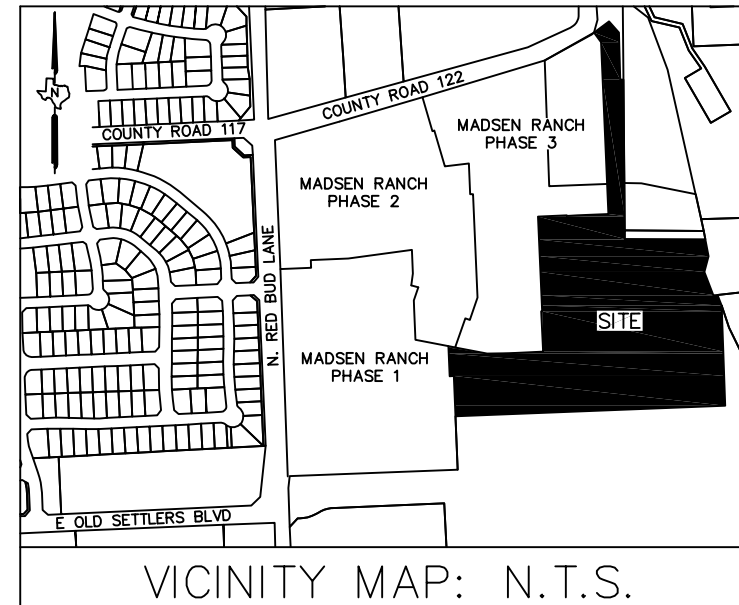 N
COUNTY ROAD 122
COUNTY ROAD 117
MADSEN RANCH
PHASE 3
MADSEN RANCH
PHASE 2
N. RED BUD LANE
SITE
MADSEN RANCH
PHASE 1
E OLD SETTLERS BLVD
VICINITY MAP: N.T.S.